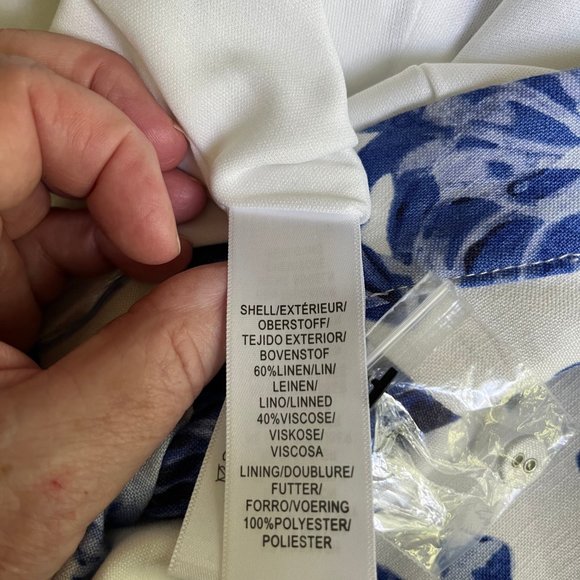 SHELL/EXTÉRIEUR/
OBERSTOFF/
TEJIDO EXTERIOR/
BOVENSTOF
60%LINEN/LIN/
LEINEN/
LINO/LINNED
40%VISCOSE/
VISKOSE/
VISCOSA
LINING/DOUBLURE/
FUTTER/
FORRO/VOERING
100%POLYESTER/
POLIESTER